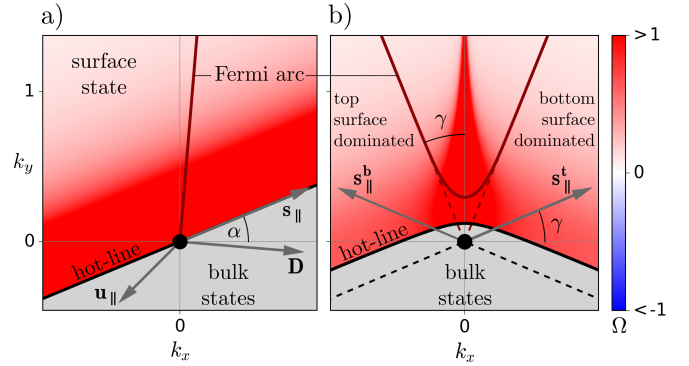 a)
b)
surface
state
Fermi arc
top
surface
dominated
bottom
surface
dominated
γ
1
k_y
0
s_∥
α
hot-line
D
u_∥
bulk
states
0
k_x
s^b_∥
s^t_∥
γ
hot-line
bulk
states
0
k_x
>1
0
<-1
Ω